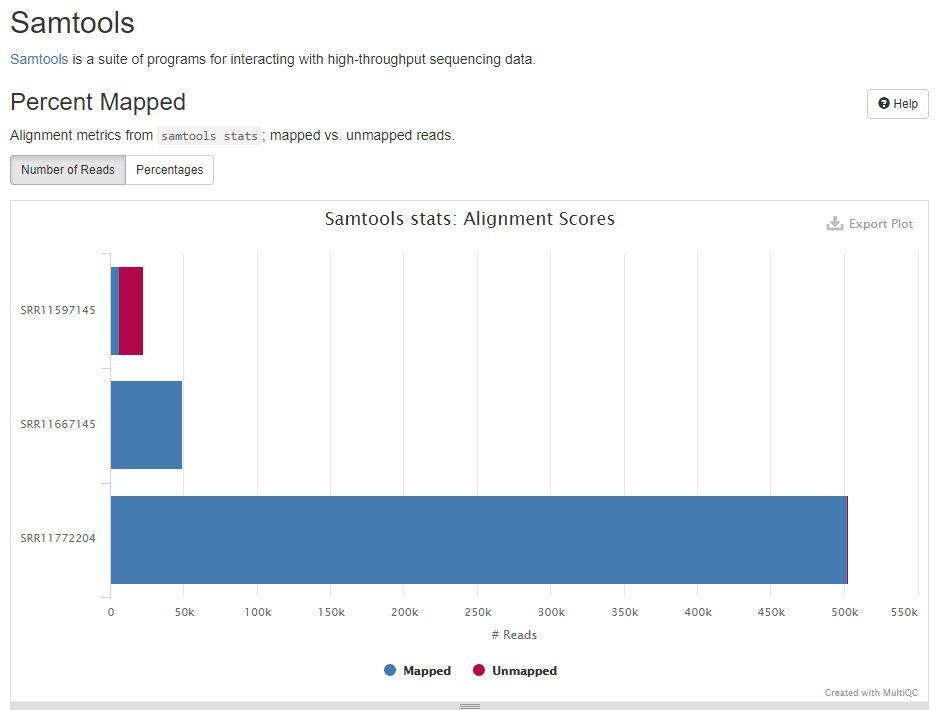 Samtools
Samtools is a suite of programs for interacting with high-throughput sequencing data.
Percent Mapped
Help
Alignment metrics from samtools stats; mapped vs. unmapped reads.
Number of Reads Percentages
Samtools stats: Alignment Scores
Export Plot
SRR11597145
SRR11667145
SRR11772204
0 50k 100k 150k 200k 250k 300k 350k 400k 450k 500k 550k
# Reads
Mapped Unmapped
Created with MultiQC